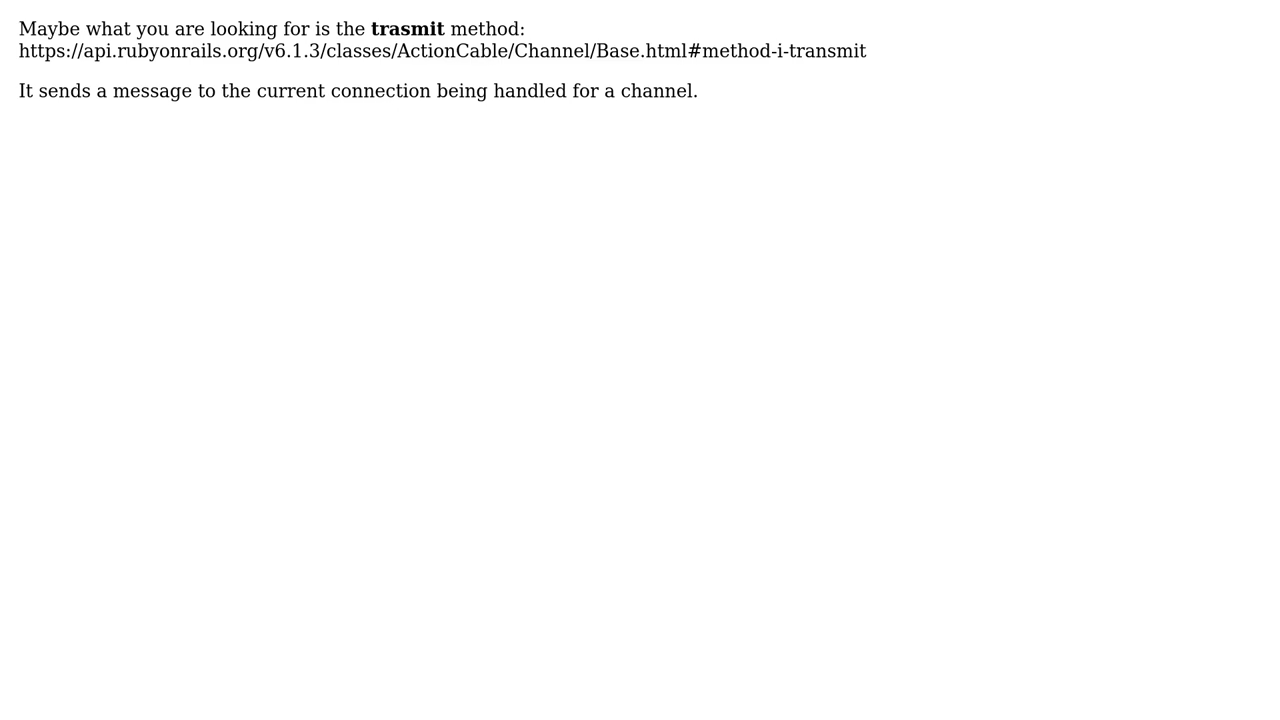 Maybe what you are looking for is the trasmit method:
https://api.rubyonrails.org/v6.1.3/classes/ActionCable/Channel/Base.html#method-i-transmit
It sends a message to the current connection being handled for a channel.